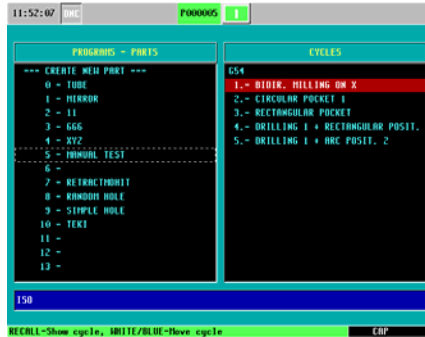 11:52:07 DNC P000005 1
PROGRAMS - PARTS
--- CREATE NEW PART ---
0 - TUBE
1 - MIRROR
2 - 11
3 - 666
4 - XYZ
5 - MANUAL TEST
6 -
7 - RETRACTMOHIT
8 - RANDOM HOLE
9 - SIMPLE HOLE
10 - TEKI
11 -
12 -
13 -
CYCLES
G54
1.- BIDIR. MILLING ON X
2.- CIRCULAR POCKET 1
3.- RECTANGULAR POCKET
4.- DRILLING 1 + RECTANGULAR POSIT.
5.- DRILLING 1 + ARC POSIT. 2
ISO
RECALL-Show cycle, WHITE/BLUE-Move cycle
CAP